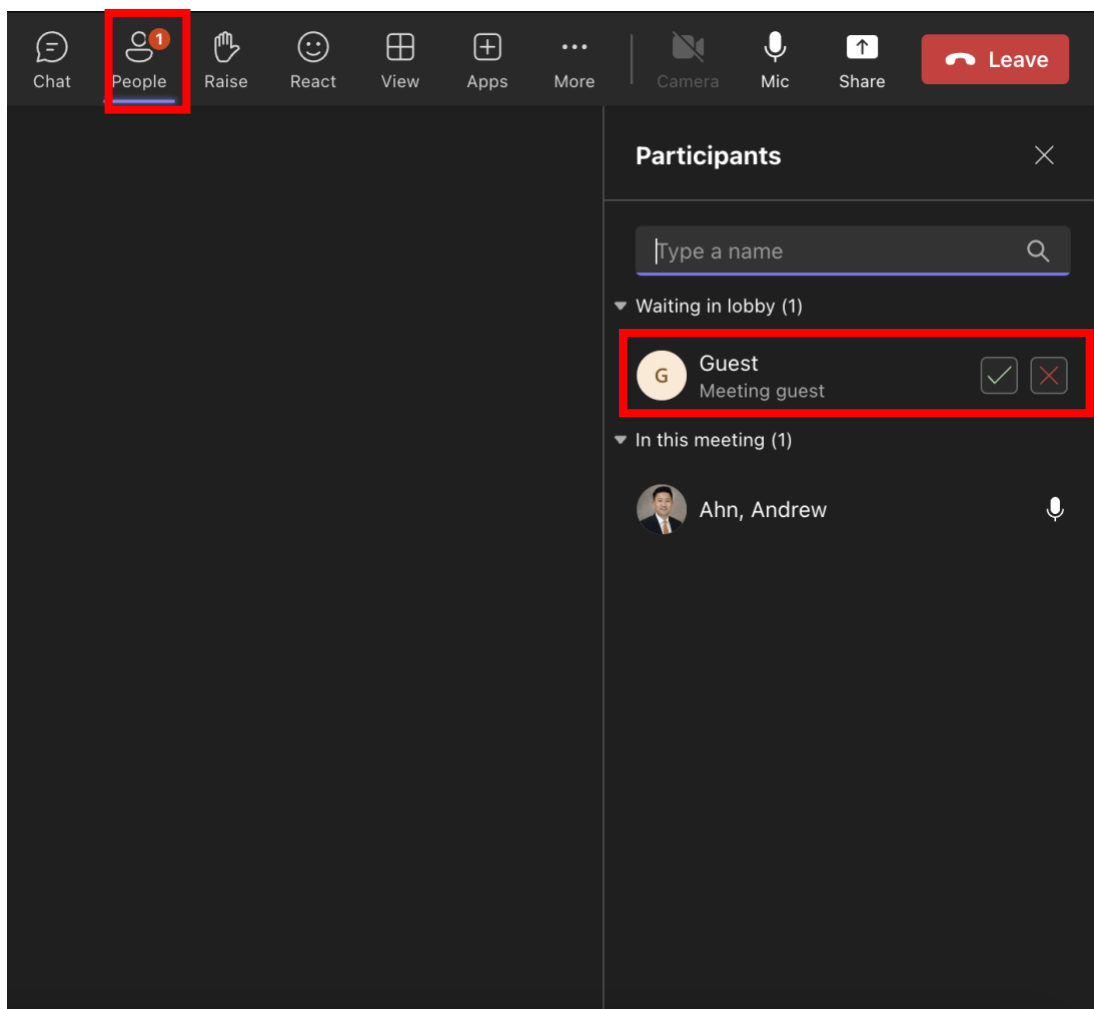 1
Chat People Raise React View Apps More Camera Mic Share Leave
Participants
Type a name
Waiting in lobby (1)
G
Guest
Meeting guest
In this meeting (1)
Ahn, Andrew